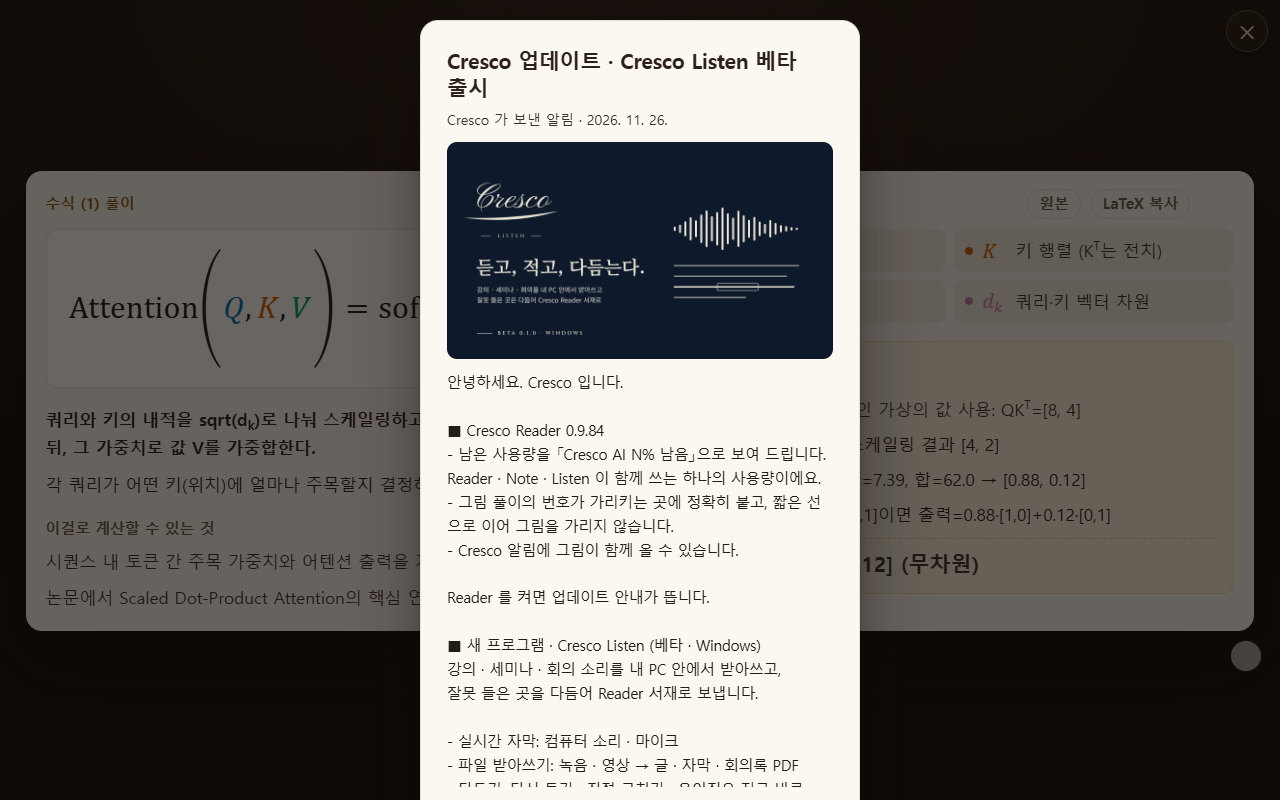 Cresco 업데이트 · Cresco Listen 베타
출시
Cresco 가 보낸 알림 · 2026. 11. 26.
Cresco
LISTEN
듣고, 적고, 다듬는다.
강의 · 세미나 · 회의를 내 PC 안에서 받아쓰고
잘못 들은 곳은 다듬어 Cresco Reader 서재로
BETA 0.1.0 · WINDOWS
안녕하세요. Cresco 입니다.
■ Cresco Reader 0.9.84
- 남은 사용량을 「Cresco AI N% 남음」으로 보여 드립니다.
Reader · Note · Listen 이 함께 쓰는 하나의 사용량이에요.
- 그림 풀이의 번호가 가리키는 곳에 정확히 붙고, 짧은 선
으로 이어 그림을 가리지 않습니다.
- Cresco 알림에 그림이 함께 올 수 있습니다.
Reader 를 켜면 업데이트 안내가 뜹니다.
■ 새 프로그램 · Cresco Listen (베타 · Windows)
강의 · 세미나 · 회의 소리를 내 PC 안에서 받아쓰고,
잘못 들은 곳을 다듬어 Reader 서재로 보냅니다.
- 실시간 자막: 컴퓨터 소리 · 마이크
- 파일 받아쓰기: 녹음 · 영상 → 글 · 자막 · 회의록 PDF
수식 (1) 풀이
Attention(Q, K, V) = sof
쿼리와 키의 내적을 sqrt(d_k)로 나눠 스케일링하고
뒤, 그 가중치로 값 V를 가중합한다.
각 쿼리가 어떤 키(위치)에 얼마나 주목할지 결정하
이걸로 계산할 수 있는 것
시퀀스 내 토큰 간 주목 가중치와 어텐션 출력을
논문에서 Scaled Dot-Product Attention의 핵심 연
원본
LaTeX 복사
K 키 행렬 (K^T는 전치)
d_k 쿼리·키 벡터 차원
인 가상의 값 사용: QK^T=[8, 4]
스케일링 결과 [4, 2]
=7.39, 합=62.0 → [0.88, 0.12]
,1]이면 출력=0.88·[1,0]+0.12·[0,1]
12] (무차원)